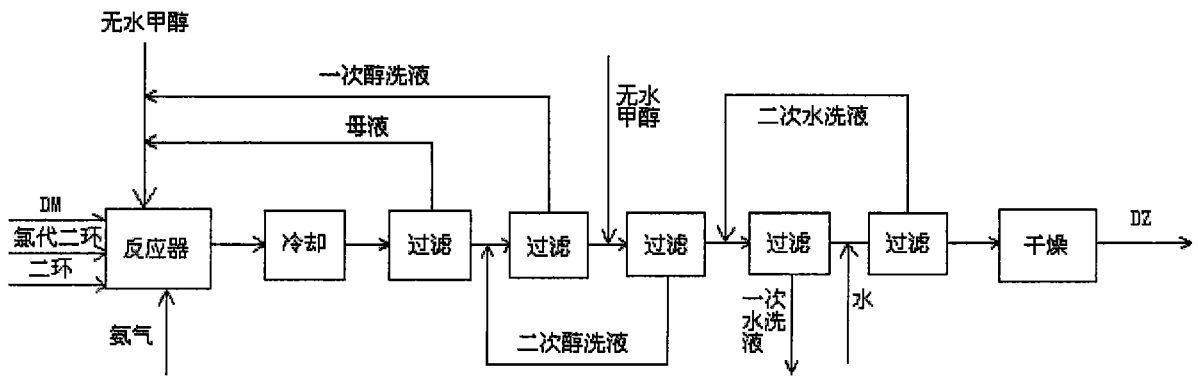 无水甲醇
一次醇洗液
无水
甲醇
二次水洗液
母液
DM
氯代二环
二环
反应器
冷却
过滤
过滤
过滤
过滤
过滤
干燥
DZ
氨气
二次醇洗液
一次
水洗
液
水